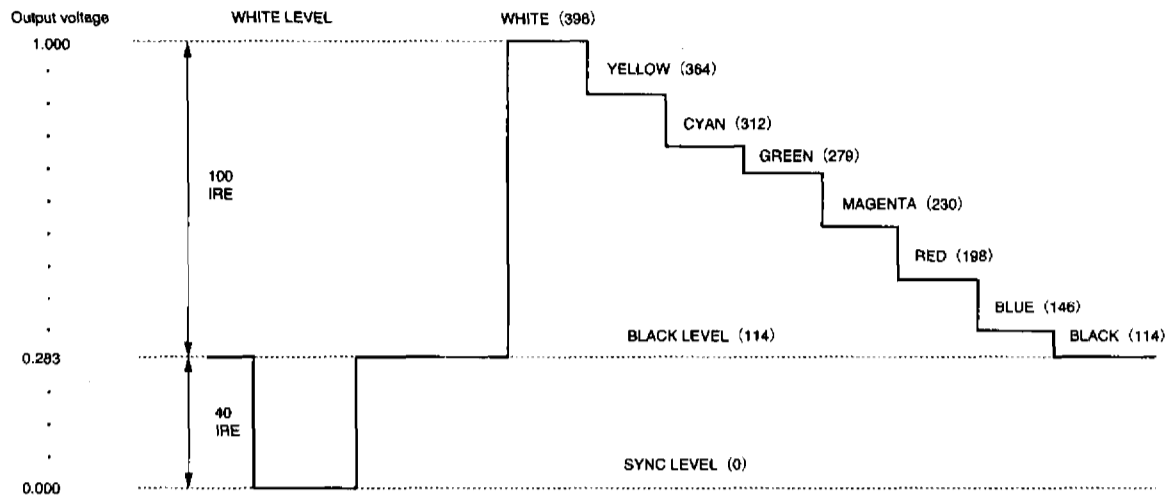 Output voltage
WHITE LEVEL
WHITE (396)
1.000
YELLOW (364)
CYAN (312)
GREEN (279)
100
IRE
MAGENTA (230)
RED (198)
BLUE (146)
BLACK LEVEL (114)
BLACK (114)
0.283
40
IRE
SYNC LEVEL (0)
0.000